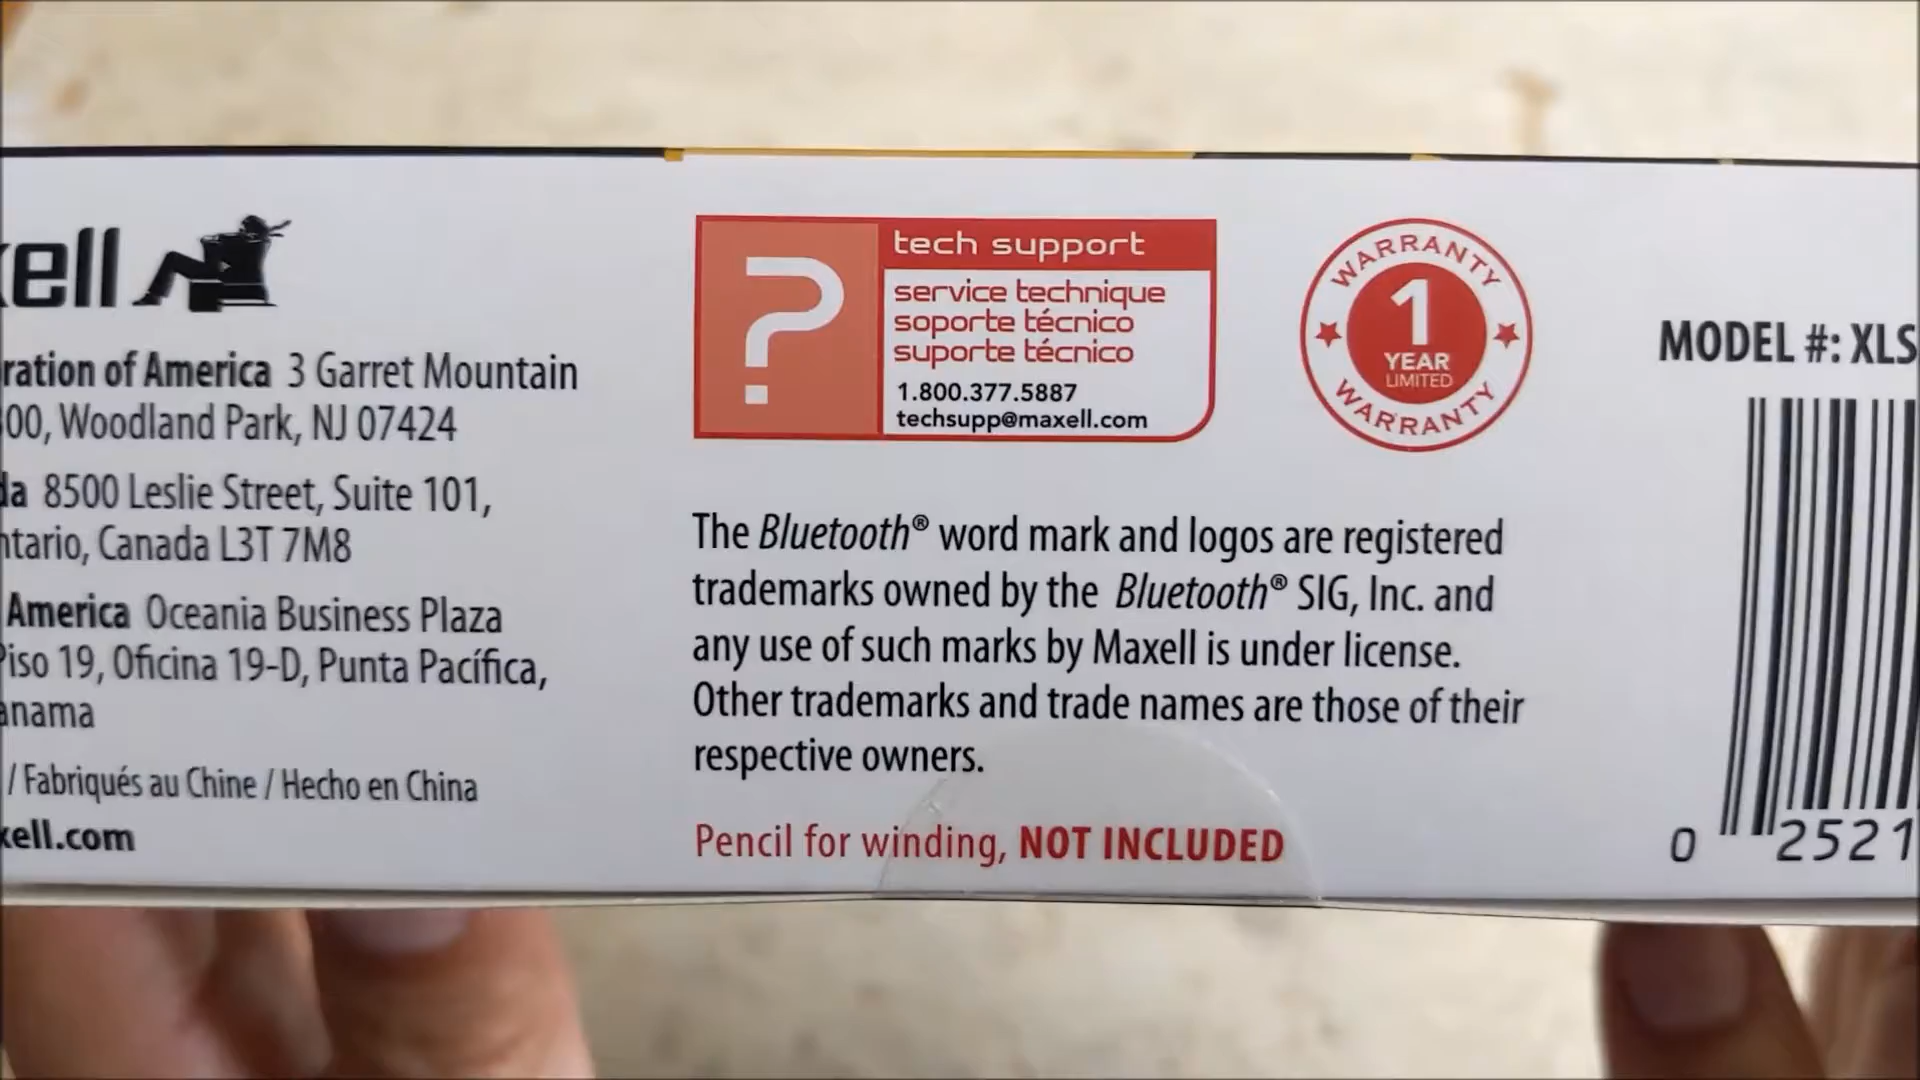 ell
ration of America 3 Garret Mountain
00, Woodland Park, NJ 07424
da 8500 Leslie Street, Suite 101,
ntario, Canada L3T 7M8
America Oceania Business Plaza
Piso 19, Oficina 19-D, Punta Pacífica,
anama
/ Fabriqués au Chine / Hecho en China
xell.com
?
tech support
service technique
soporte técnico
suporte técnico
1.800.377.5887
techsupp@maxell.com
WARRANTY
1
YEAR
LIMITED
WARRANTY
The Bluetooth® word mark and logos are registered
trademarks owned by the Bluetooth® SIG, Inc. and
any use of such marks by Maxell is under license.
Other trademarks and trade names are those of their
respective owners.
Pencil for winding, NOT INCLUDED
MODEL #: XLS
0 2521